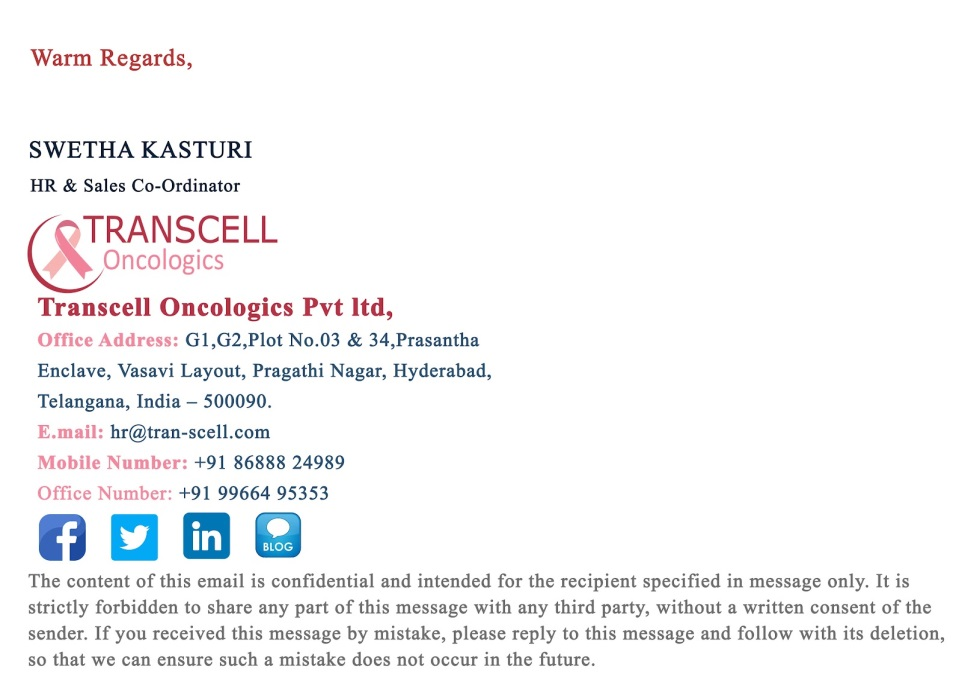 Warm Regards,
SWETHA KASTURI
HR & Sales Co-Ordinator
TRANSCELL
Oncologics
Transcell Oncologics Pvt ltd,
Office Address: G1,G2,Plot No.03 & 34,Prasantha
Enclave, Vasavi Layout, Pragathi Nagar, Hyderabad,
Telangana, India – 500090.
E.mail: hr@tran-scell.com
Mobile Number: +91 86888 24989
Office Number: +91 99664 95353
f in BLOG
The content of this email is confidential and intended for the recipient specified in message only. It is
strictly forbidden to share any part of this message with any third party, without a written consent of the
sender. If you received this message by mistake, please reply to this message and follow with its deletion,
so that we can ensure such a mistake does not occur in the future.